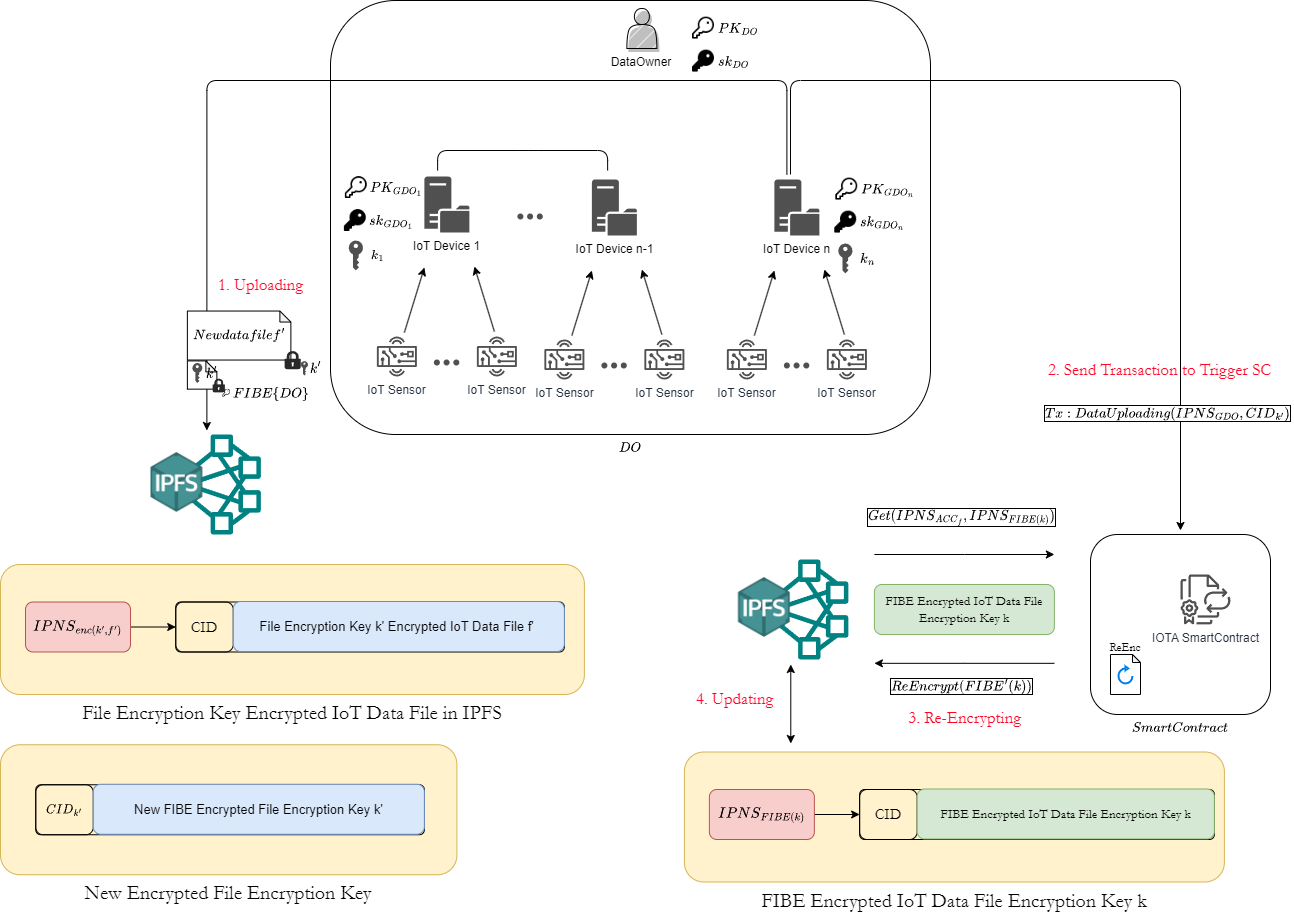 PK_DO
DataOwner
sk_DO
PK_GDO₁
sk_GDO₁
k₁
IoT Device 1
IoT Device n-1
IoT Device n
PK_GDOₙ
sk_GDOₙ
kₙ
1. Uploading
Newdatafilef′
k′
k′
FIBE{DO}
IoT Sensor
IoT Sensor
IoT Sensor
IoT Sensor
IoT Sensor
IoT Sensor
DO
2. Send Transaction to Trigger SC
Tx : DataUploading(IPNS_GDO, CID_k′)
IPFS
Get(IPNS_ACC_f, IPNS_FIBE(k))
IPFS
FIBE Encrypted IoT Data File
Encryption Key k
IOTA SmartContract
ReEnc
ReEncrypt(FIBE′(k))
3. Re-Encrypting
4. Updating
SmartContract
IPNS_enc(k′,f′)
CID
File Encryption Key k' Encrypted IoT Data File f'
File Encryption Key Encrypted IoT Data File in IPFS
CID_k′
New FIBE Encrypted File Encryption Key k'
New Encrypted File Encryption Key
IPNS_FIBE(k)
CID
FIBE Encrypted IoT Data File Encryption Key k
FIBE Encrypted IoT Data File Encryption Key k